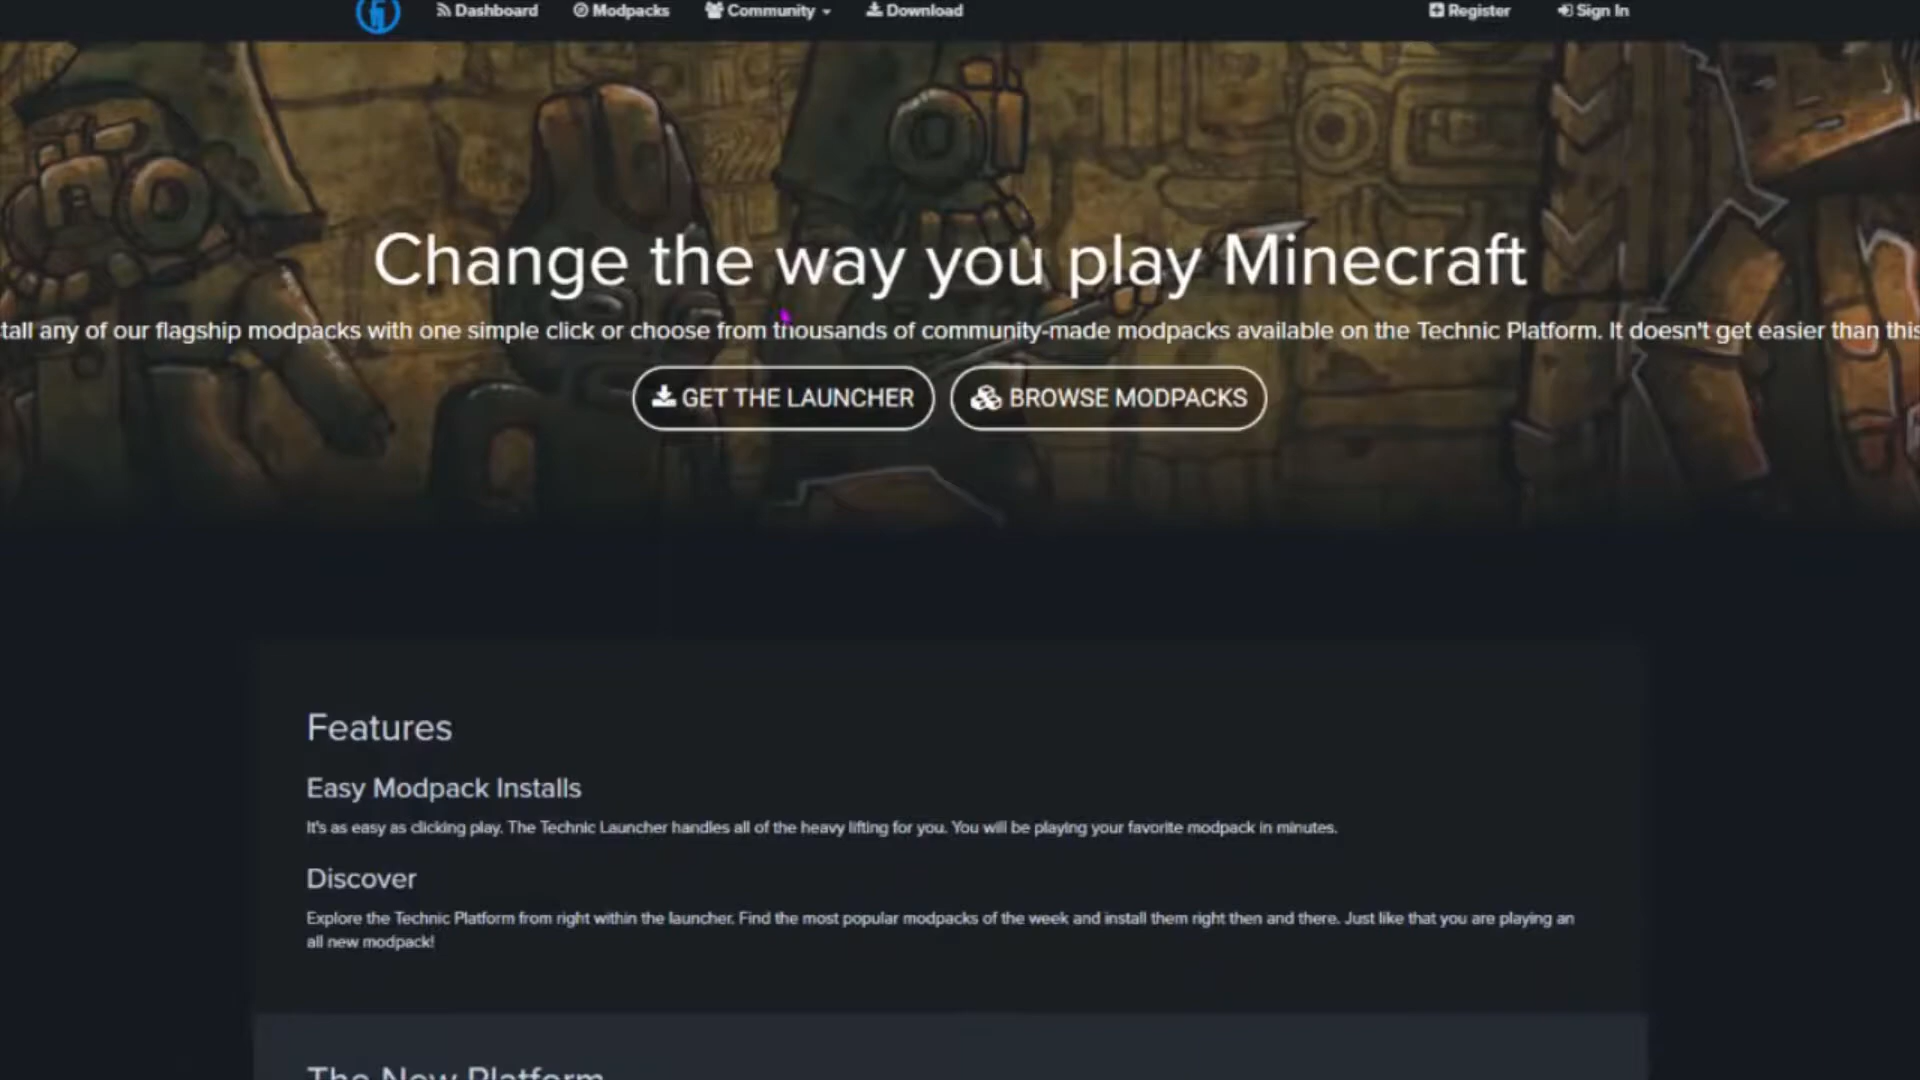 Dashboard Modpacks Community Download Register Sign In
Change the way you play Minecraft
tall any of our flagship modpacks with one simple click or choose from thousands of community-made modpacks available on the Technic Platform. It doesn't get easier than this
GET THE LAUNCHER BROWSE MODPACKS
Features
Easy Modpack Installs
It's as easy as clicking play. The Technic Launcher handles all of the heavy lifting for you. You will be playing your favorite modpack in minutes.
Discover
Explore the Technic Platform from right within the launcher. Find the most popular modpacks of the week and install them right then and there. Just like that you are playing an
all new modpack!
The New Platform